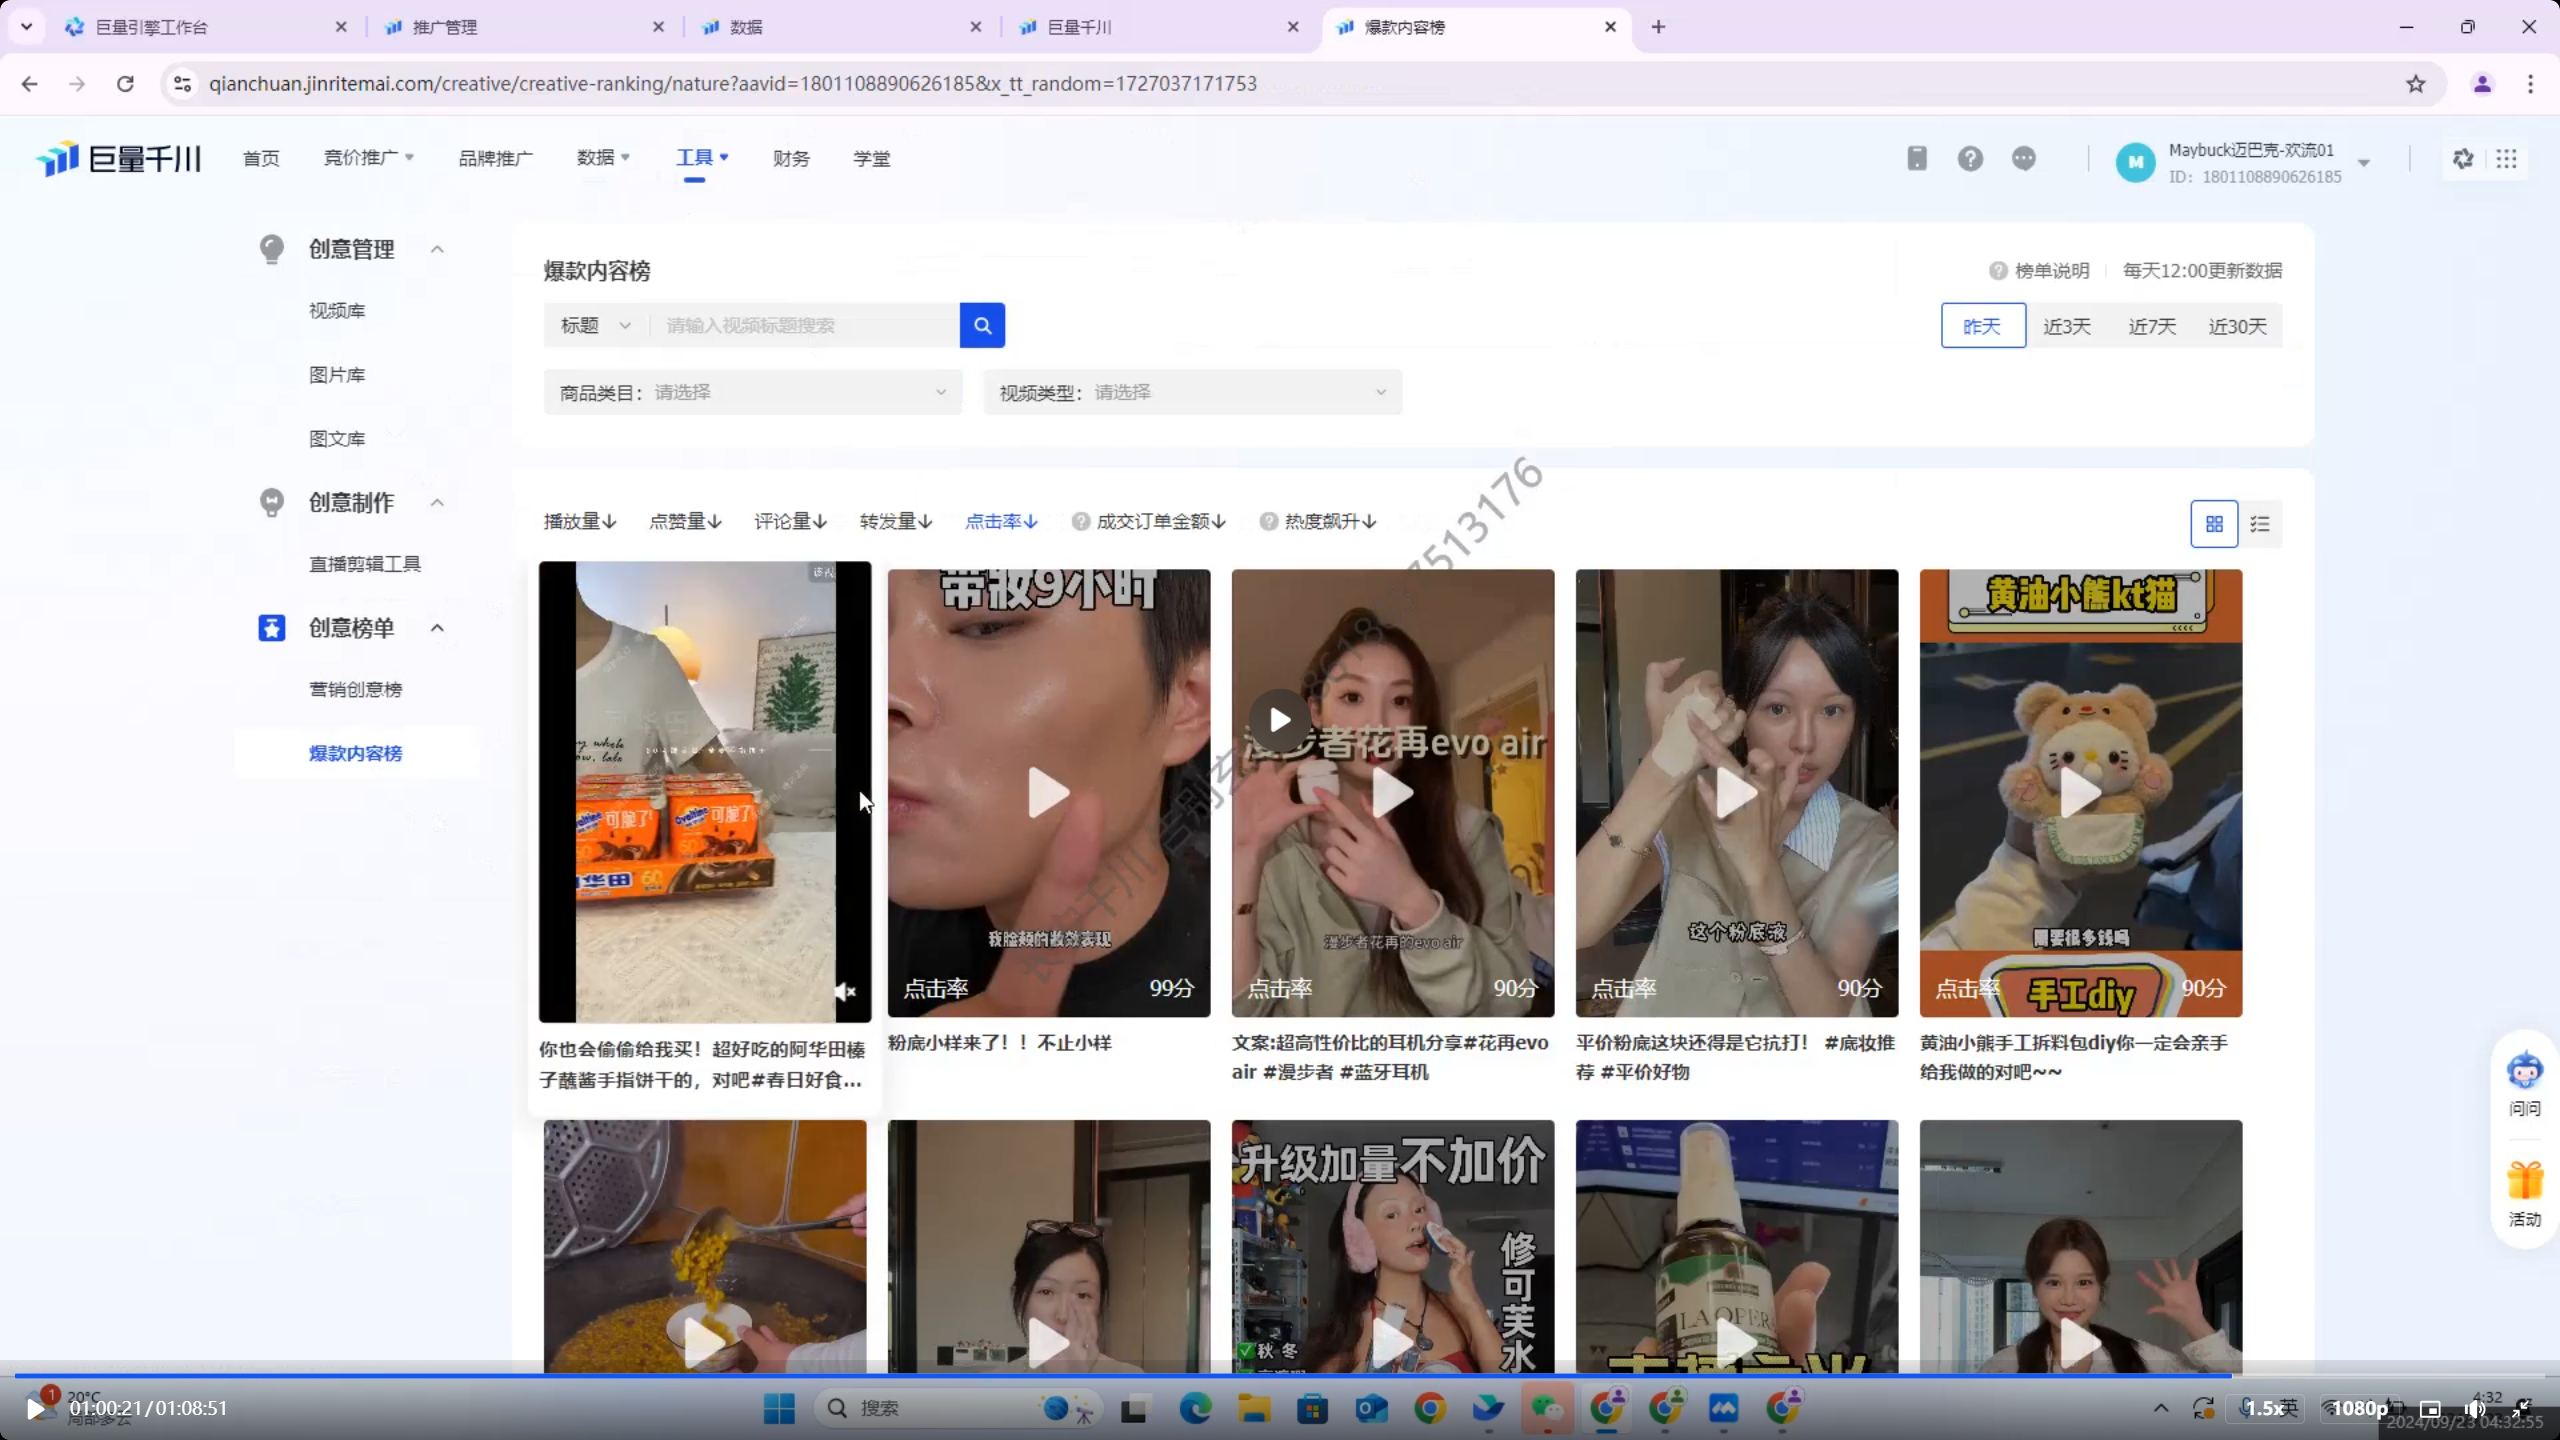 巨量引擎工作台
推广管理
数据
巨量千川
爆款内容榜
qianchuan.jinritemai.com/creative/creative-ranking/nature?aavid=1801108890626185&x_tt_random=1727037171753
巨量千川
首页
竞价推广
品牌推广
数据
工具
财务
学堂
M
Maybuck迈巴克-欢流01
ID：1801108890626185
创意管理
视频库
图片库
图文库
创意制作
直播剪辑工具
创意榜单
营销创意榜
爆款内容榜
爆款内容榜
榜单说明
每天12:00更新数据
标题
请输入视频标题搜索
昨天
近3天
近7天
近30天
商品类目：请选择
视频类型：请选择
播放量↓
点赞量↓
评论量↓
转发量↓
点击率↓
成交订单金额↓
热度飙升↓
可脆了!
可脆了!
华田 60
你也会偷偷给我买！超好吃的阿华田榛
子蘸酱手指饼干的，对吧#春日好食...
带妆9小时
我脸颊的散效表现
点击率 99分
粉底小样来了！！不止小样
漫步者花再evo air
漫步者花再的evo air
点击率 90分
文案:超高性价比的耳机分享#花再evo
air #漫步者 #蓝牙耳机
这个粉底液
点击率 90分
平价粉底这块还得是它抗打！ #底妆推
荐 #平价好物
黄油小熊kt猫
需要很多钱吗
手工diy
点击率 90分
黄油小熊手工拆料包diy你一定会亲手
给我做的对吧~~
升级加量不加价
修可芙水
秋 冬
问问
活动
1
20°C
局部多云
01:00:21/01:08:51
搜索
英
1.5x
1080p
4:32
2024/09/23 04:32:55